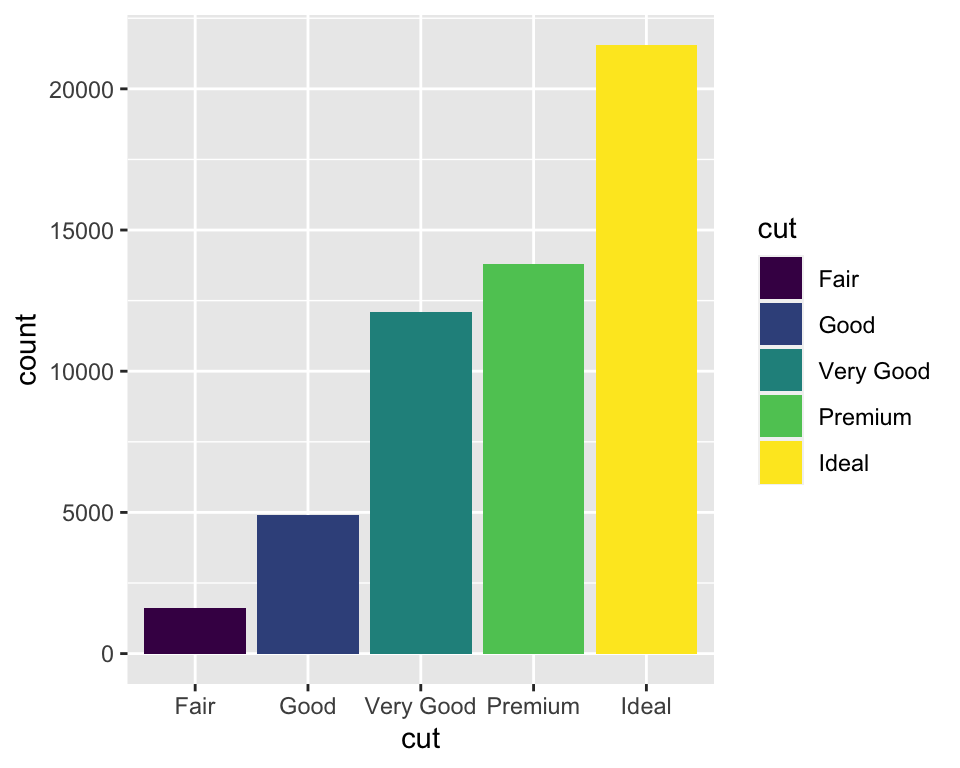 count
20000
15000
10000
5000
0
Fair
Good
Very Good
Premium
Ideal
cut
cut
Fair
Good
Very Good
Premium
Ideal